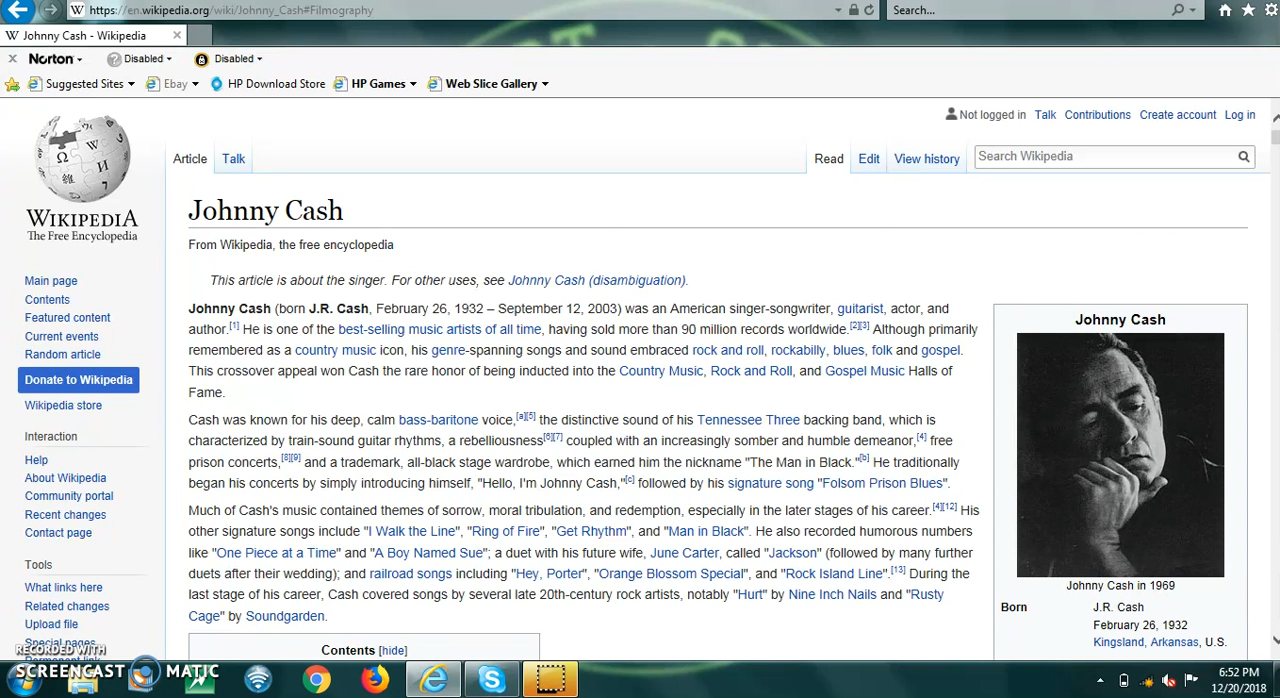 https://en.wikipedia.org/wiki/Johnny_Cash#Filmography
Search...
Johnny Cash - Wikipedia
Norton
Disabled
Disabled
Suggested Sites
Ebay
HP Download Store
HP Games
Web Slice Gallery
Not logged in Talk Contributions Create account Log in
Article Talk
Read Edit View history
Search Wikipedia
WIKIPEDIA
The Free Encyclopedia
Main page
Contents
Featured content
Current events
Random article
Donate to Wikipedia
Wikipedia store
Interaction
Help
About Wikipedia
Community portal
Recent changes
Contact page
Tools
What links here
Related changes
Upload file
Special pages
Permanent link
Johnny Cash
From Wikipedia, the free encyclopedia
This article is about the singer. For other uses, see Johnny Cash (disambiguation).
Johnny Cash (born J.R. Cash, February 26, 1932 – September 12, 2003) was an American singer-songwriter, guitarist, actor, and
author.[1] He is one of the best-selling music artists of all time, having sold more than 90 million records worldwide.[2][3] Although primarily
remembered as a country music icon, his genre-spanning songs and sound embraced rock and roll, rockabilly, blues, folk and gospel.
This crossover appeal won Cash the rare honor of being inducted into the Country Music, Rock and Roll, and Gospel Music Halls of
Fame.
Cash was known for his deep, calm bass-baritone voice,[a][5] the distinctive sound of his Tennessee Three backing band, which is
characterized by train-sound guitar rhythms, a rebelliousness[6][7] coupled with an increasingly somber and humble demeanor,[4] free
prison concerts,[8][9] and a trademark, all-black stage wardrobe, which earned him the nickname "The Man in Black."[b] He traditionally
began his concerts by simply introducing himself, "Hello, I'm Johnny Cash,"[c] followed by his signature song "Folsom Prison Blues".
Much of Cash's music contained themes of sorrow, moral tribulation, and redemption, especially in the later stages of his career.[4][12] His
other signature songs include "I Walk the Line", "Ring of Fire", "Get Rhythm", and "Man in Black". He also recorded humorous numbers
like "One Piece at a Time" and "A Boy Named Sue"; a duet with his future wife, June Carter, called "Jackson" (followed by many further
duets after their wedding); and railroad songs including "Hey, Porter", "Orange Blossom Special", and "Rock Island Line".[13] During the
last stage of his career, Cash covered songs by several late 20th-century rock artists, notably "Hurt" by Nine Inch Nails and "Rusty
Cage" by Soundgarden.
Contents [hide]
Johnny Cash
Johnny Cash in 1969
Born J.R. Cash
February 26, 1932
Kingsland, Arkansas, U.S.
RECORDED WITH
SCREENCAST MATIC
6:52 PM
12/20/2018